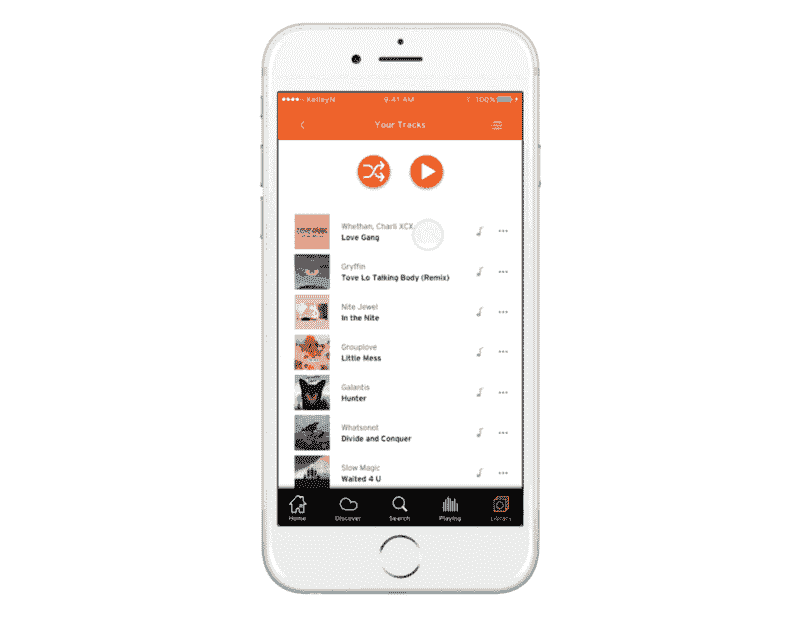 KelleyN
9:41 AM
100%
Your Tracks
Whethan, Charli XCX
Love Gang
Gryffin
Tove Lo Talking Body (Remix)
Nite Jewel
In the Nite
Grouplove
Little Mess
Galantis
Hunter
Whatsonot
Divide and Conquer
Slow Magic
Waited 4 U
Home
Discover
Search
Playing
Library